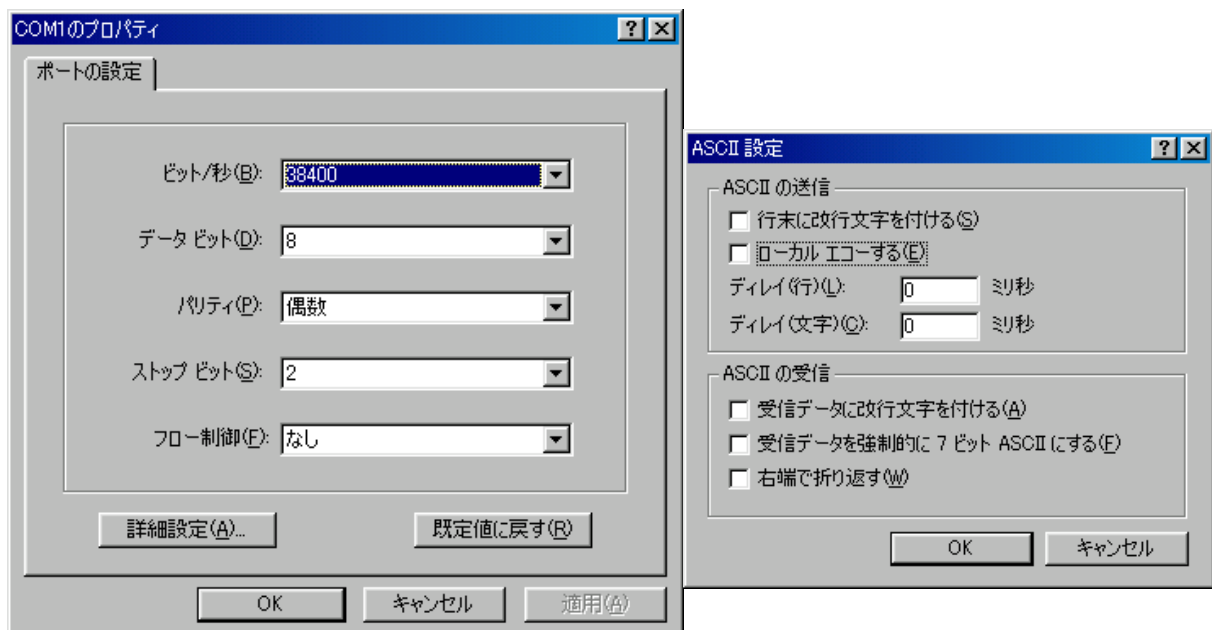 COM1のプロパティ
ポートの設定
ビット/秒(B): 38400
データ ビット(D): 8
パリティ(P): 偶数
ストップ ビット(S): 2
フロー制御(F): なし
詳細設定(A)... 既定値に戻す(R)
OK キャンセル 適用(A)
ASCII 設定
ASCII の送信
行末に改行文字を付ける(S)
ローカル エコーする(E)
ディレイ(行)(L): 0 ミリ秒
ディレイ(文字)(C): 0 ミリ秒
ASCII の受信
受信データに改行文字を付ける(A)
受信データを強制的に 7 ビット ASCII にする(F)
右端で折り返す(W)
OK キャンセル